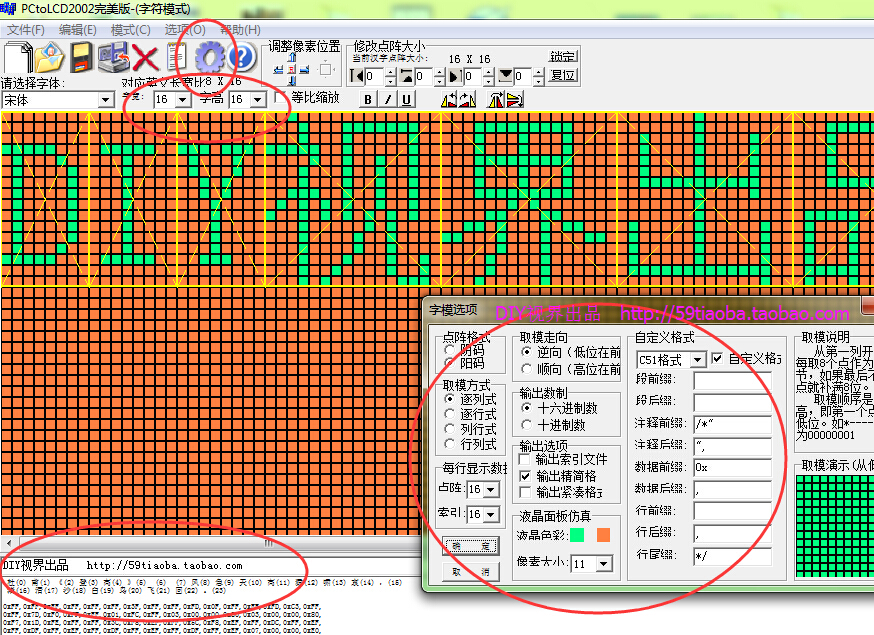 PCtoLCD2002完美版-(字符模式)
文件(F) 编辑(E) 模式(C) 选项(O) 帮助(H)
调整像素位置
修改点阵大小
当前汉字点阵大小: 16 X 16
锁定
复位
0 0 0 0
请选择字体:
对应英文长宽比8 X 16
宋体
16 字高 16
等比缩放
B I U
DIY视界出
字模选项
DIY视界出品 http://59tiaoba.taobao.com
点阵格式
阴码
阳码
取模方式
逐列式
逐行式
列行式
行列式
每行显示数
点阵: 16
索引: 16
确 定
取 消
取模走向
逆向(低位在前
顺向(高位在前
输出数制
十六进制数
十进制数
输出选项
输出索引文件
输出精简格
输出紧凑格式
液晶面板仿真
液晶色彩:
像素大小: 11
自定义格式
C51格式 自定义格式
段前缀:
段后缀:
注释前缀: /*"
注释后缀: ",
数据前缀: 0x
数据后缀: ,
行前缀:
行后缀: ,
行尾缀: */
取模说明
从第一列开
每取8个点作为
节,如果最后不
点就补满8位。
取模顺序是
高,即第一个点
低位。如*-----
为00000001
取模演示(从低
DIY视界出品 http://59tiaoba.taobao.com